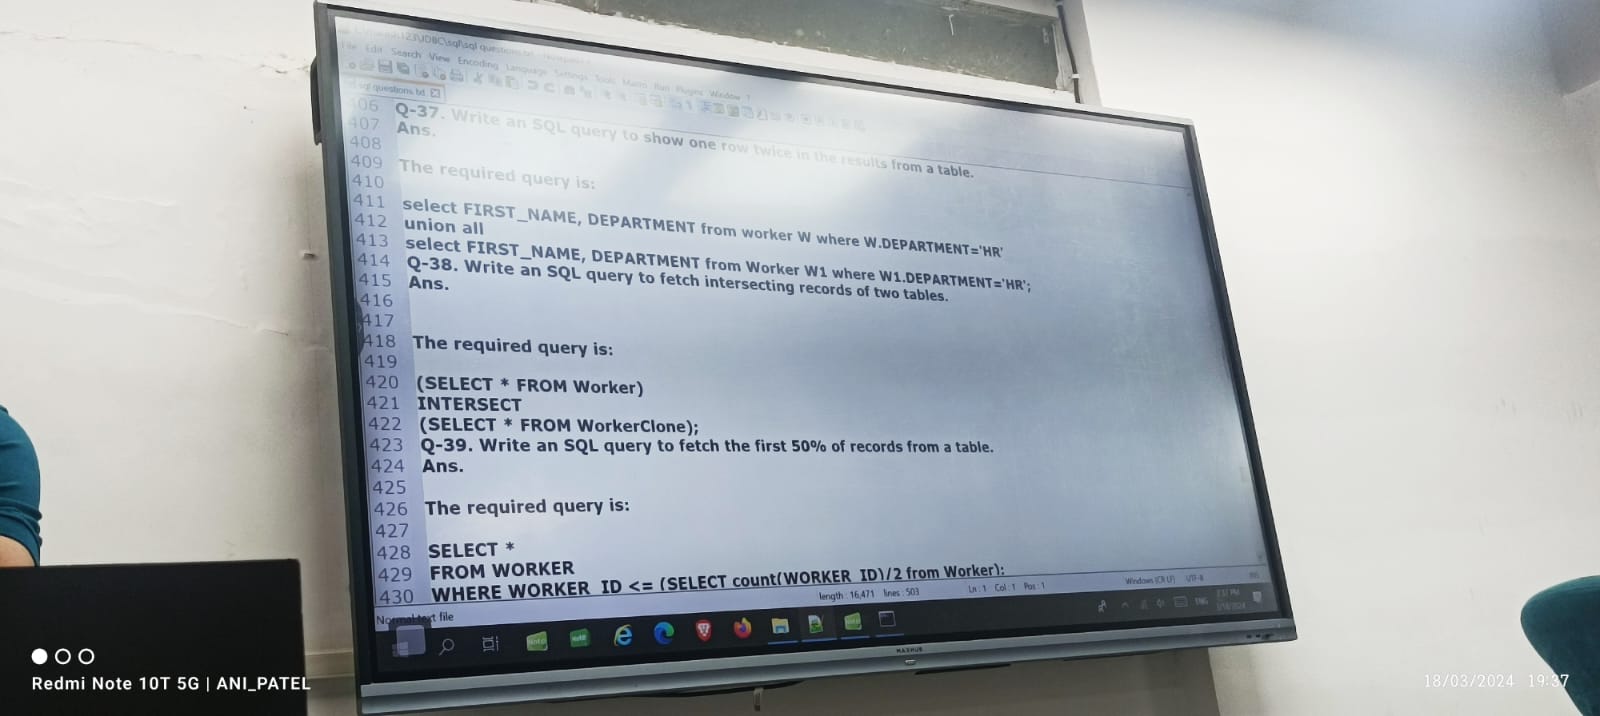 sql questions.txt - Notepad++
File Edit Search View Encoding Language Settings Tools Macro Run Plugins Window ?
sql questions.txt
406 Q-37. Write an SQL query to show one row twice in the results from a table.
407 Ans.
408
409 The required query is:
410
411 select FIRST_NAME, DEPARTMENT from worker W where W.DEPARTMENT='HR'
412 union all
413 select FIRST_NAME, DEPARTMENT from Worker W1 where W1.DEPARTMENT='HR';
414 Q-38. Write an SQL query to fetch intersecting records of two tables.
415 Ans.
416
417
418 The required query is:
419
420 (SELECT * FROM Worker)
421 INTERSECT
422 (SELECT * FROM WorkerClone);
423 Q-39. Write an SQL query to fetch the first 50% of records from a table.
424 Ans.
425
426 The required query is:
427
428 SELECT *
429 FROM WORKER
430 WHERE WORKER_ID <= (SELECT count(WORKER_ID)/2 from Worker);
Normal text file length : 16,471 lines : 503 Ln : 1 Col : 1 Pos : 1 Windows (CR LF) UTF-8 INS
ENG
MAXHUB
Redmi Note 10T 5G | ANI_PATEL
18/03/2024 19:37